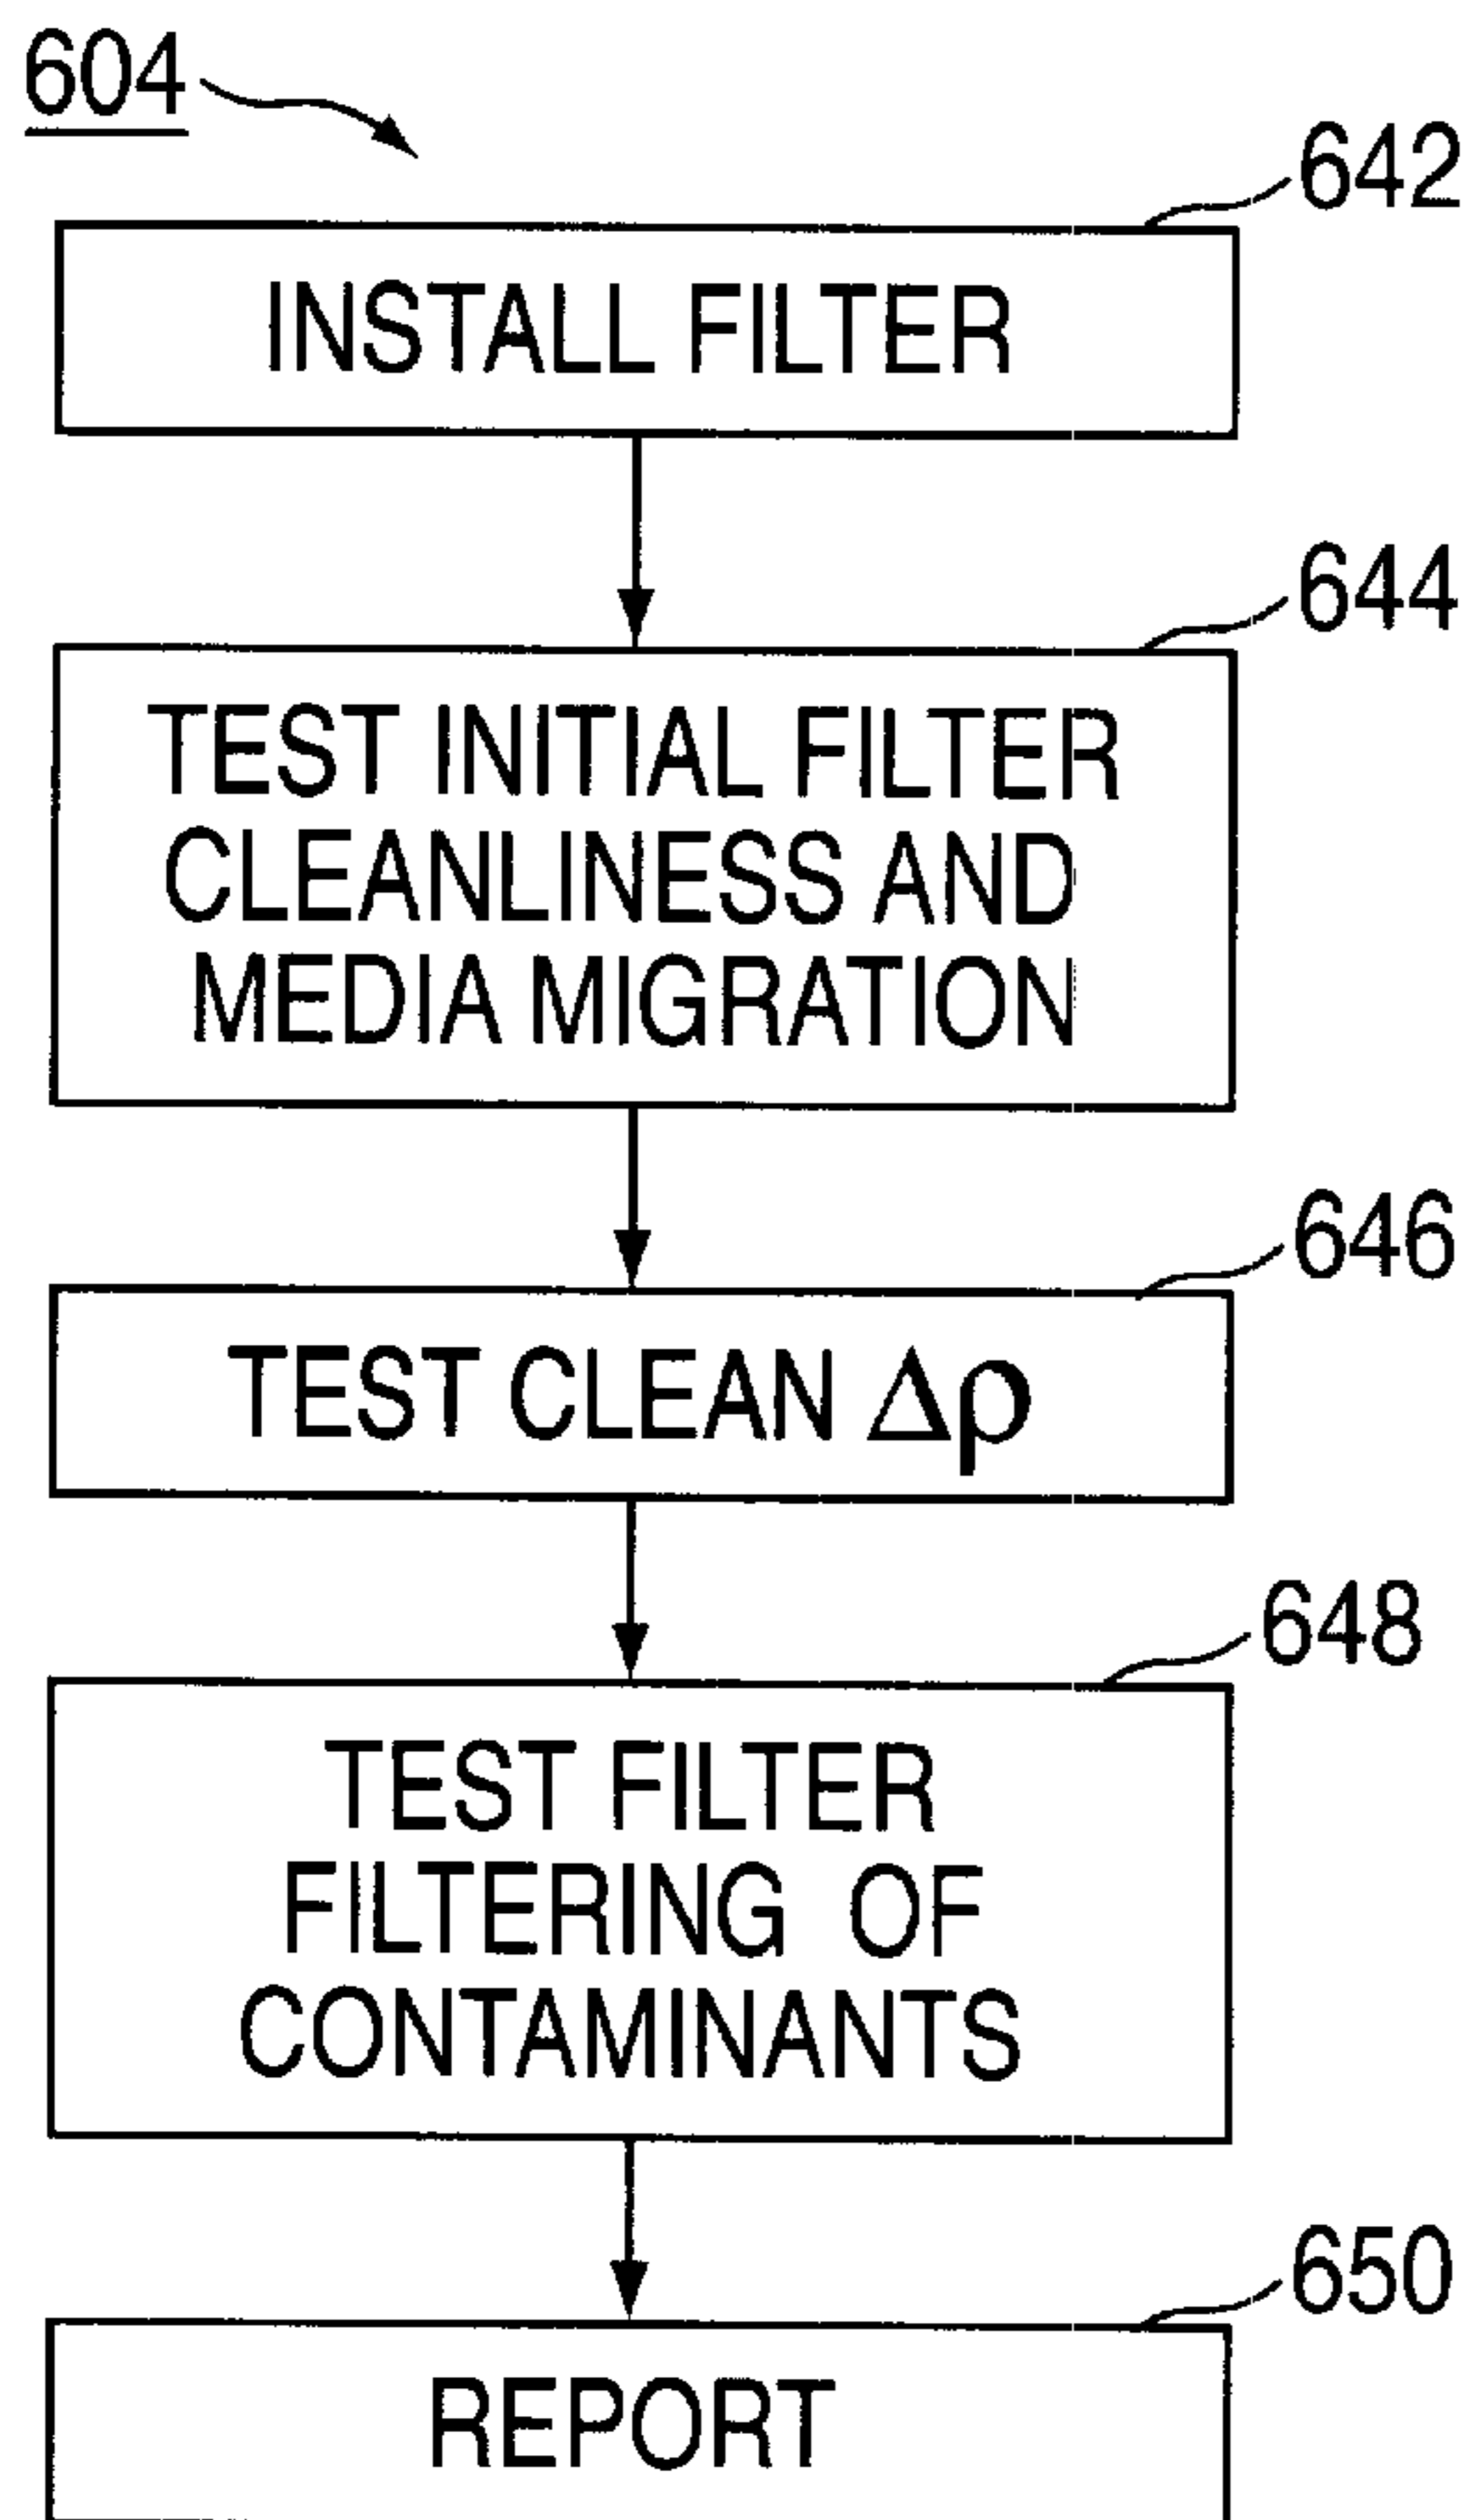 604
642
INSTALL FILTER
644
TEST INITIAL FILTER
CLEANLINESS AND
MEDIA MIGRATION
646
TEST CLEAN Δρ
648
TEST FILTER
FILTERING OF
CONTAMINANTS
650
REPORT